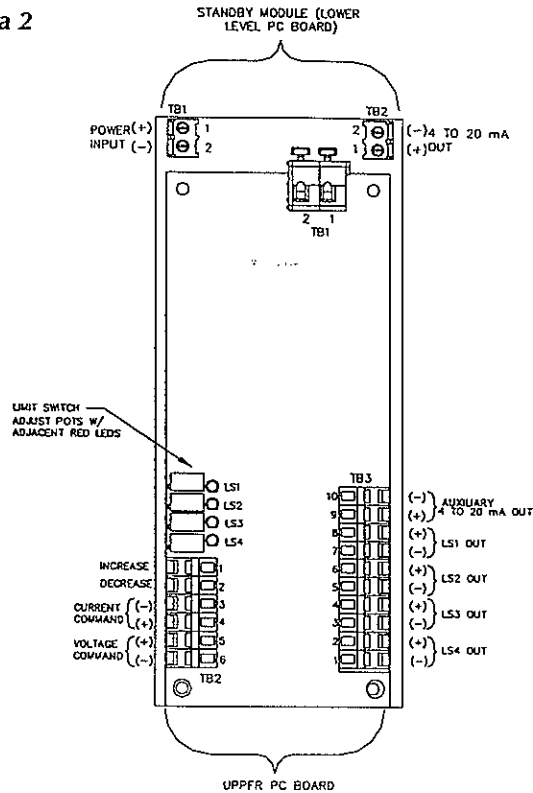 a 2
STANDBY MODULE (LOWER
LEVEL PC BOARD)
TB1
TB2
POWER (+) 1
INPUT (-) 2
2 (-) 4 TO 20 mA
1 (+) OUT
2 1
TB1
LIMIT SWITCH
ADJUST POTS W/
ADJACENT RED LEDS
LS1
LS2
LS3
LS4
INCREASE 1
DECREASE 2
CURRENT (-) 3
COMMAND (+) 4
VOLTAGE (+) 5
COMMAND (-) 6
TB2
TB3
10 (-) AUXILIARY
9 (+) 4 TO 20 mA OUT
8 (+) LS1 OUT
7 (-)
6 (+) LS2 OUT
5 (-)
4 (+) LS3 OUT
3 (-)
2 (+) LS4 OUT
1 (-)
UPPER PC BOARD